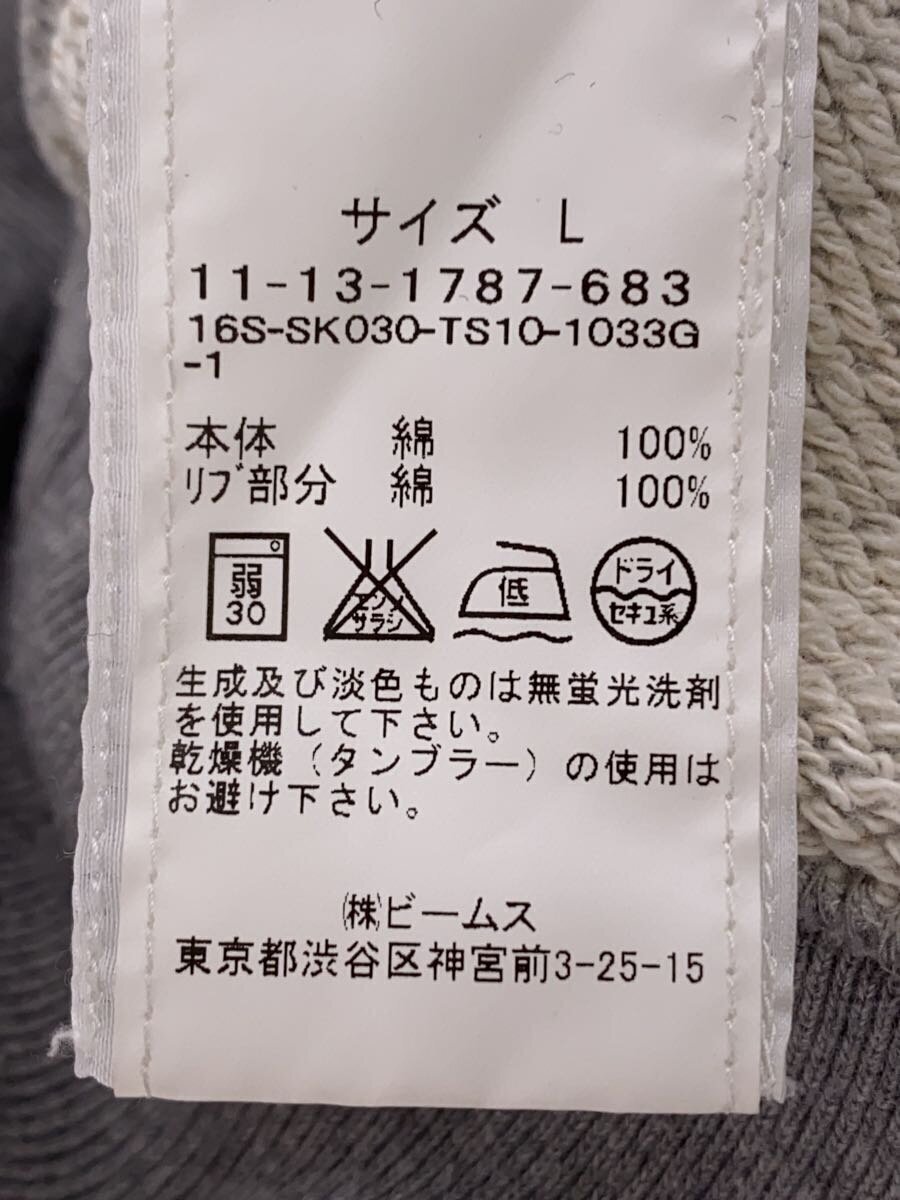 サイズ L
11-13-1787-683
16S-SK030-TS10-1033G
-1
本体 綿 100%
リブ部分 綿 100%
弱
30
エンソ
サラシ
低
ドライ
セキユ系
生成及び淡色ものは無蛍光洗剤
を使用して下さい。
乾燥機(タンブラー)の使用は
お避け下さい。
㈱ビームス
東京都渋谷区神宮前3-25-15